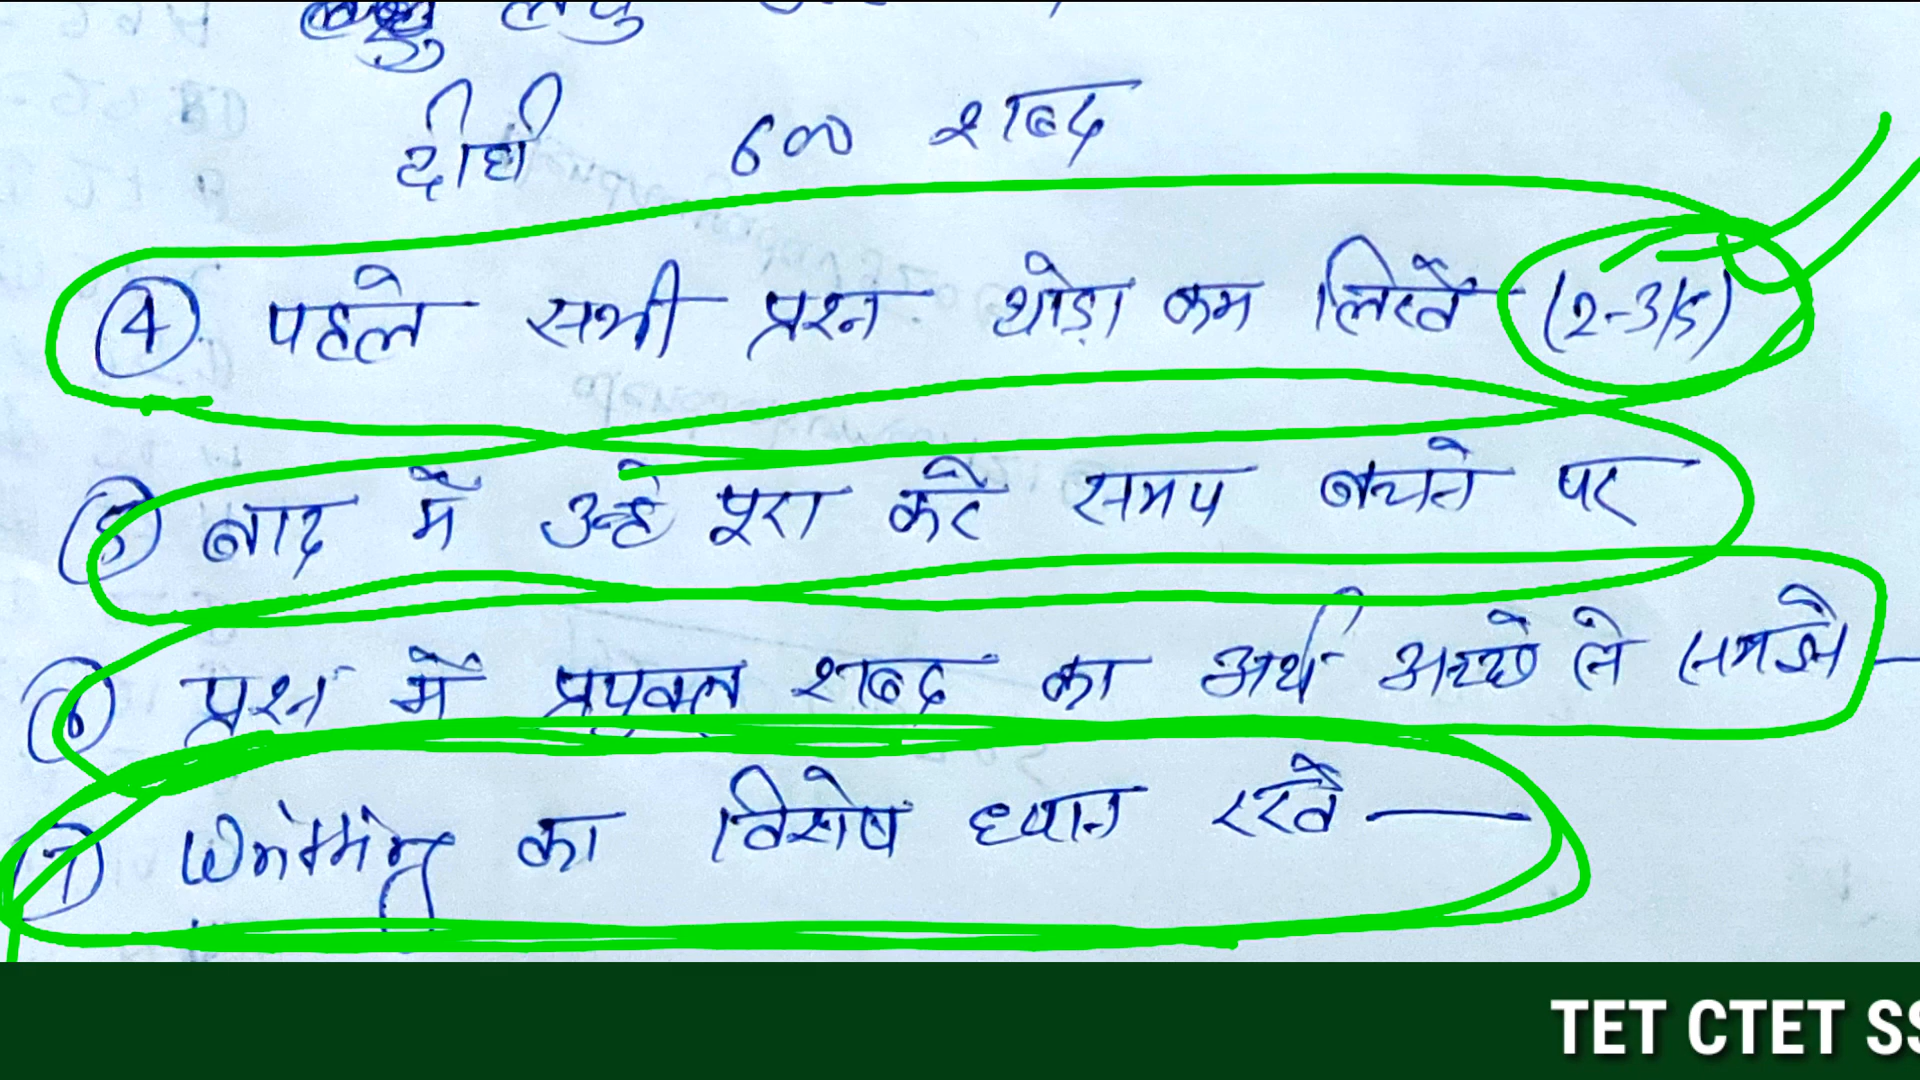 लघु
दीर्घ 600 शब्द
④ पहले सभी प्रश्न थोड़ा कम लिखें (2-3/5)
⑤ बाद में उन्हे पूरा करें समय बचने पर
⑥ प्रश्न में प्रयुक्त शब्द का अर्थ अच्छे से समझें —
⑦ का विशेष ध्यान रखें —
TET CTET SS